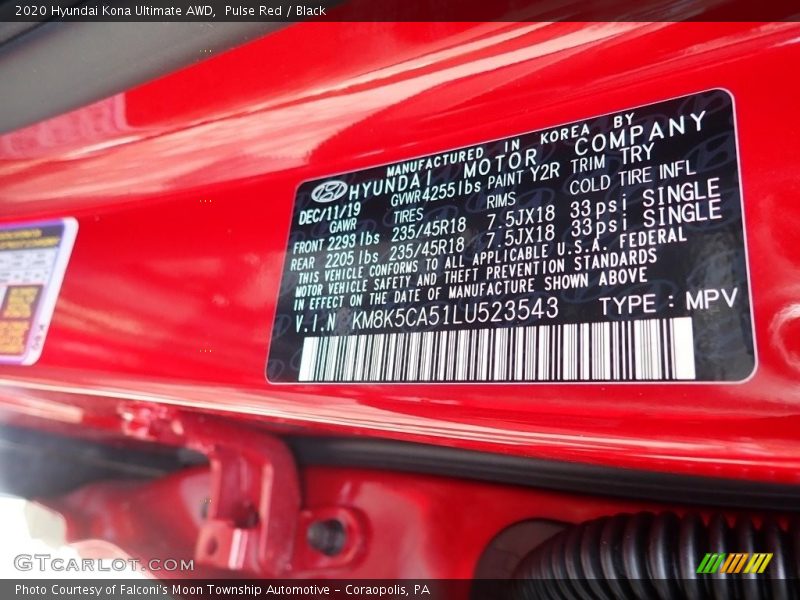 2020 Hyundai Kona Ultimate AWD, Pulse Red / Black
MANUFACTURED IN KOREA BY
HYUNDAI MOTOR COMPANY
DEC/11/19 GVWR 4255lbs PAINT Y2R TRIM TRY
GAWR TIRES RIMS COLD TIRE INFL
FRONT 2293 lbs 235/45R18 7.5JX18 33psi SINGLE
REAR 2205 lbs 235/45R18 7.5JX18 33psi SINGLE
THIS VEHICLE CONFORMS TO ALL APPLICABLE U.S.A. FEDERAL
MOTOR VEHICLE SAFETY AND THEFT PREVENTION STANDARDS
IN EFFECT ON THE DATE OF MANUFACTURE SHOWN ABOVE
V.I.N KM8K5CA51LU523543 TYPE : MPV
GTCarLot.com
Photo Courtesy of Falconi's Moon Township Automotive - Coraopolis, PA